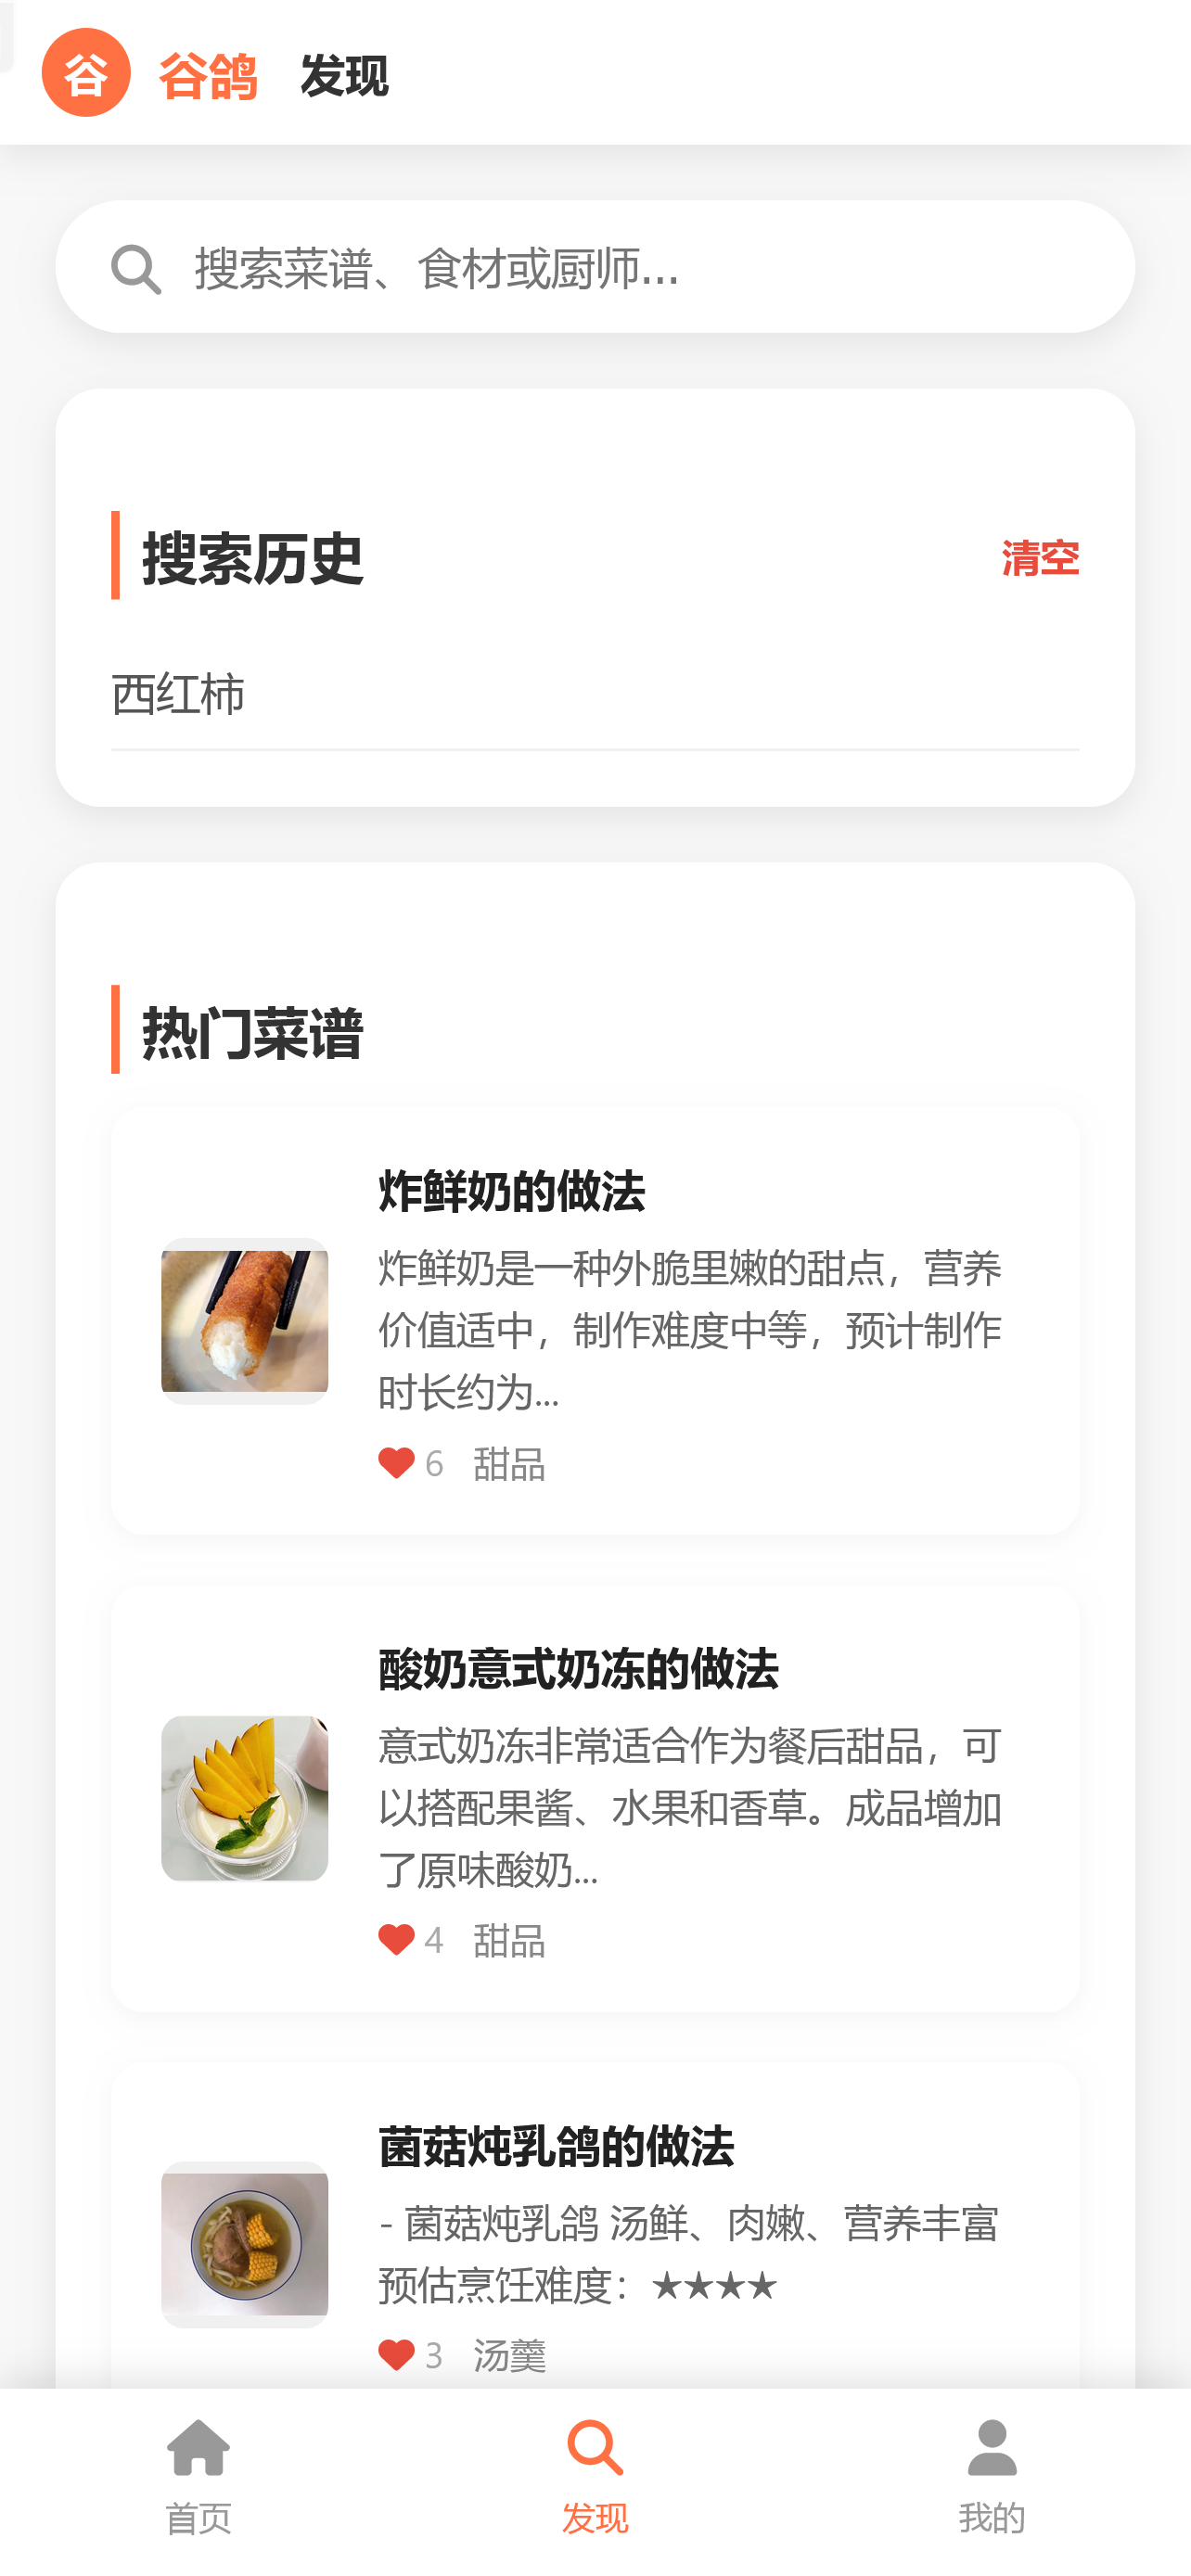 谷 谷鸽 发现
搜索菜谱、食材或厨师...
搜索历史 清空
西红柿
热门菜谱
炸鲜奶的做法
炸鲜奶是一种外脆里嫩的甜点，营养
价值适中，制作难度中等，预计制作
时长约为...
6 甜品
酸奶意式奶冻的做法
意式奶冻非常适合作为餐后甜品，可
以搭配果酱、水果和香草。成品增加
了原味酸奶...
4 甜品
菌菇炖乳鸽的做法
- 菌菇炖乳鸽 汤鲜、肉嫩、营养丰富
预估烹饪难度：★★★★
3 汤羹
首页 发现 我的